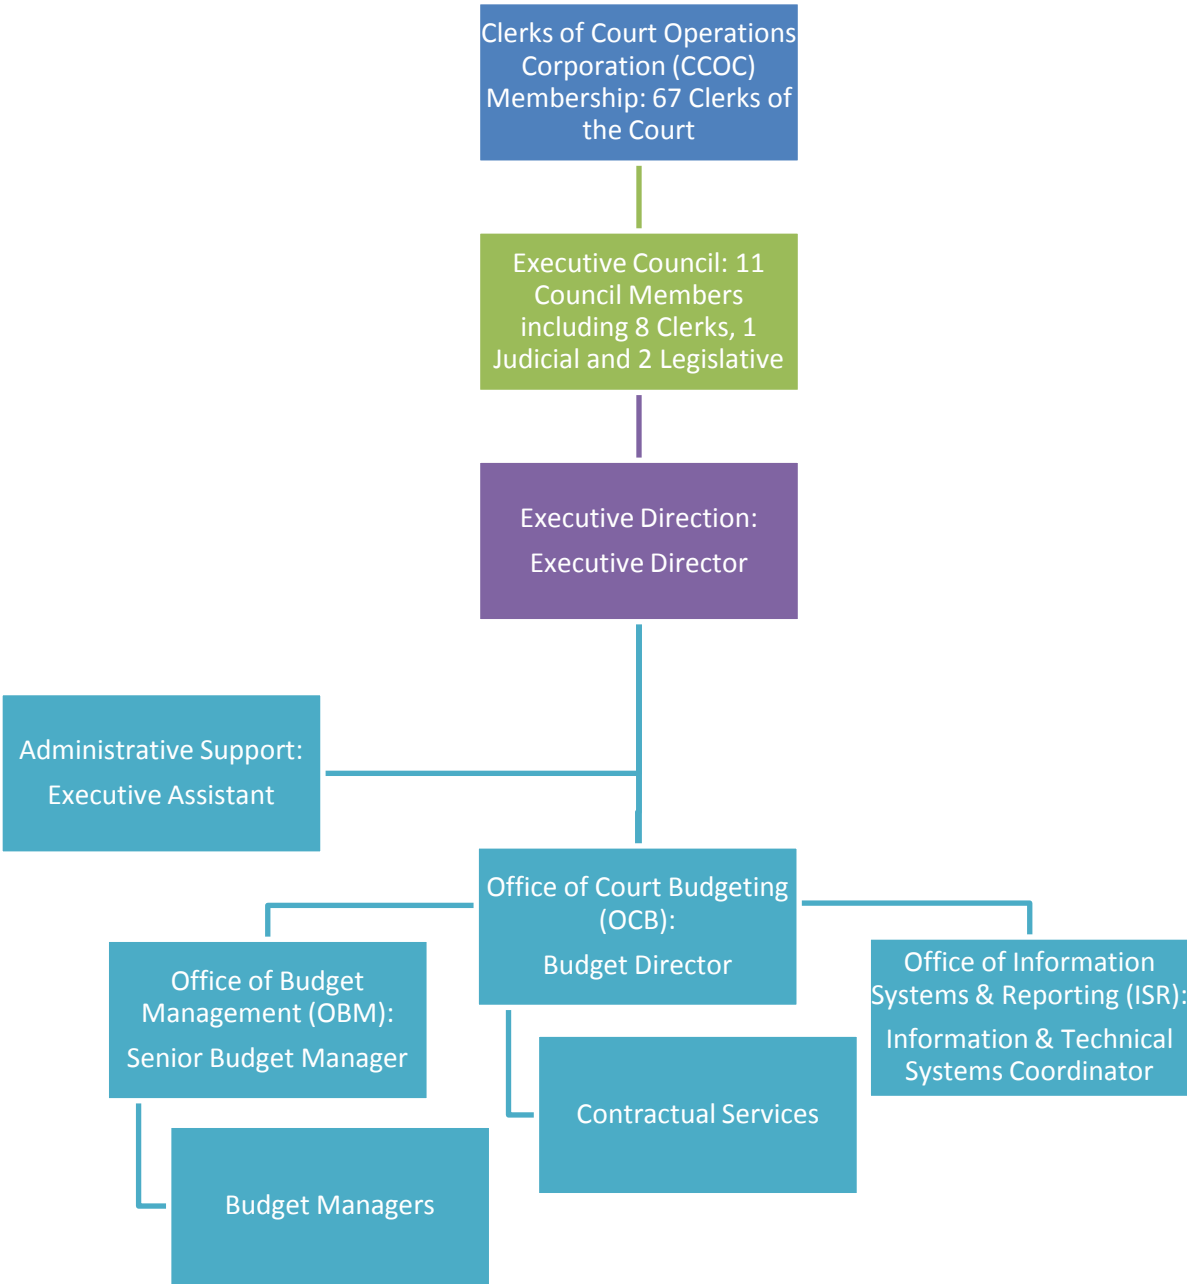 Clerks of Court Operations
Corporation (CCOC)
Membership: 67 Clerks of
the Court
Executive Council: 11
Council Members
including 8 Clerks, 1
Judicial and 2 Legislative
Executive Direction:
Executive Director
Administrative Support:
Executive Assistant
Office of Court Budgeting
(OCB):
Budget Director
Office of Budget
Management (OBM):
Senior Budget Manager
Office of Information
Systems & Reporting (ISR):
Information & Technical
Systems Coordinator
Contractual Services
Budget Managers